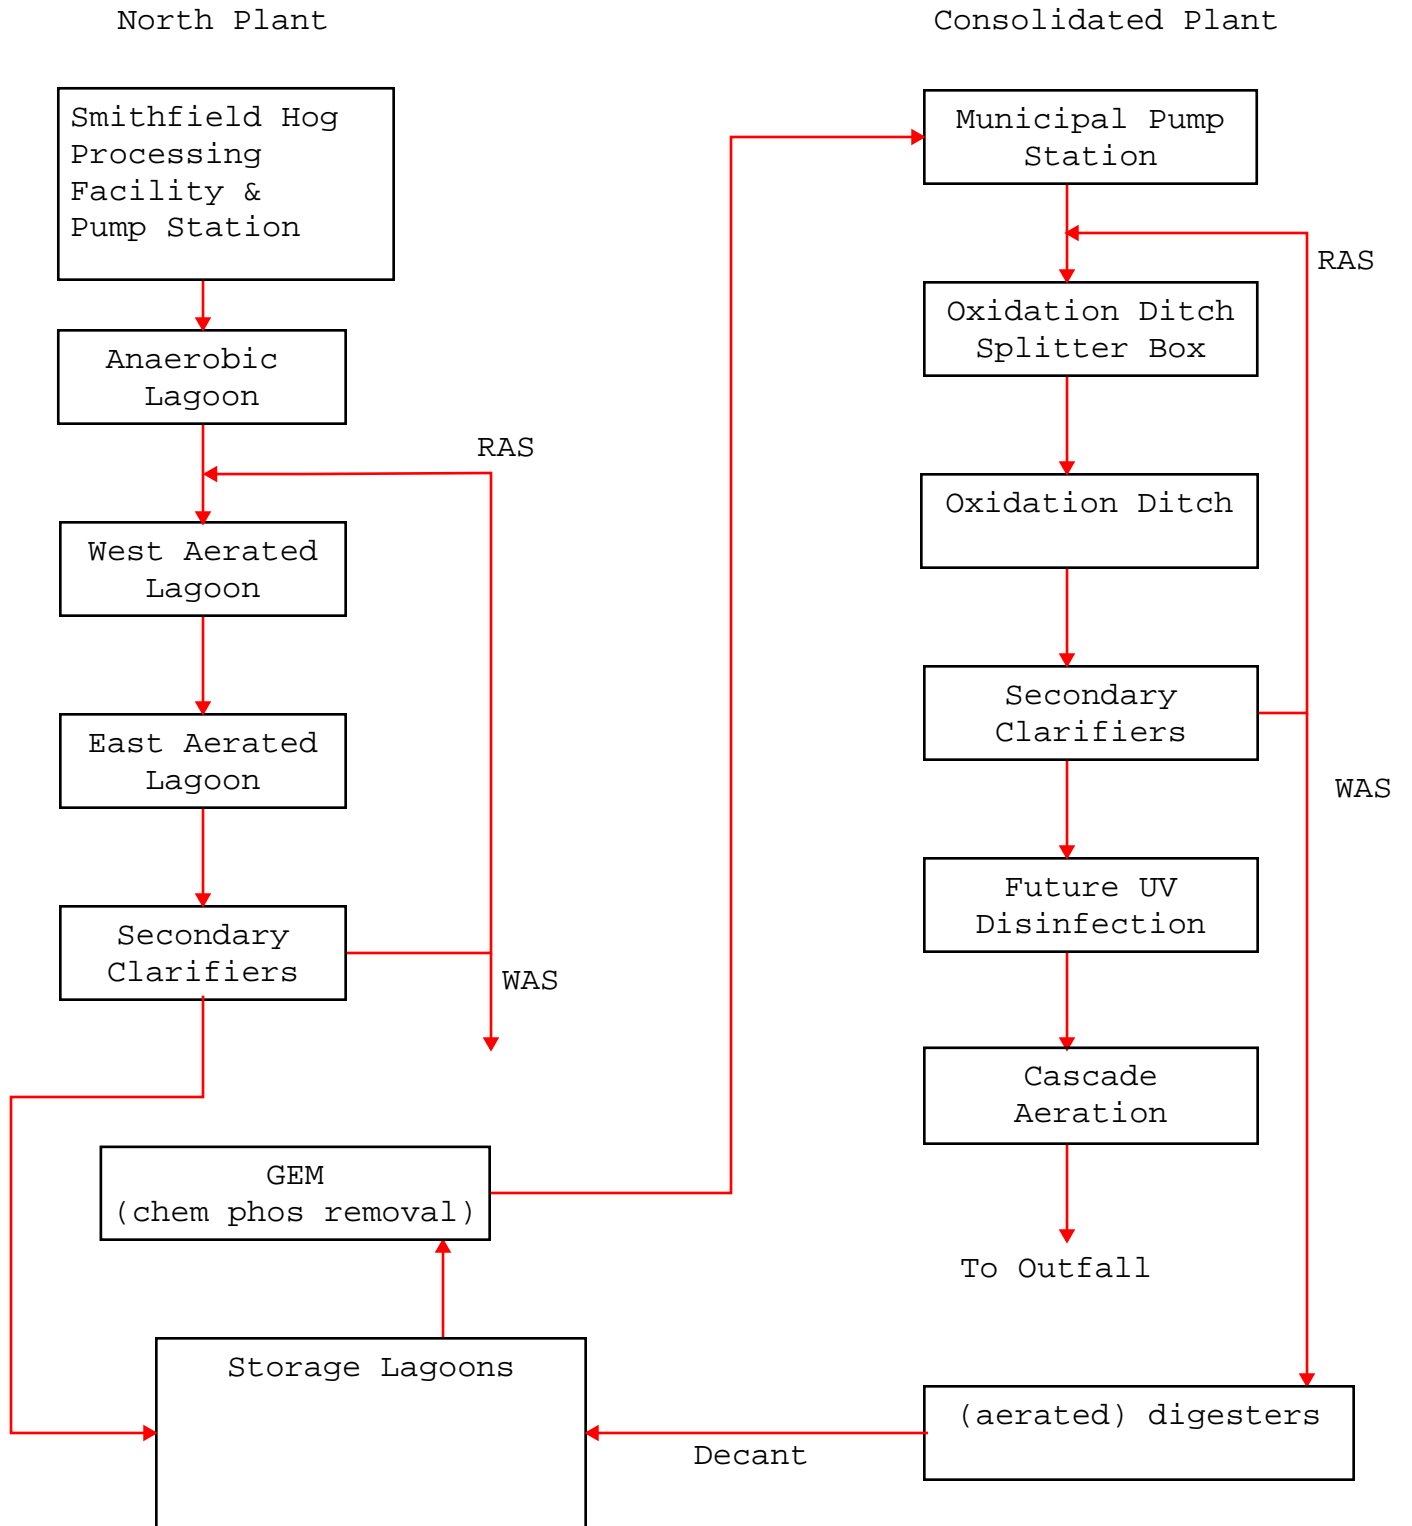 North Plant
Consolidated Plant
Smithfield Hog
Processing
Facility &
Pump Station
Municipal Pump
Station
RAS
Oxidation Ditch
Splitter Box
Anaerobic
Lagoon
RAS
Oxidation Ditch
West Aerated
Lagoon
Secondary
Clarifiers
East Aerated
Lagoon
WAS
Future UV
Disinfection
Secondary
Clarifiers
WAS
Cascade
Aeration
GEM
(chem phos removal)
To Outfall
Storage Lagoons
(aerated) digesters
Decant